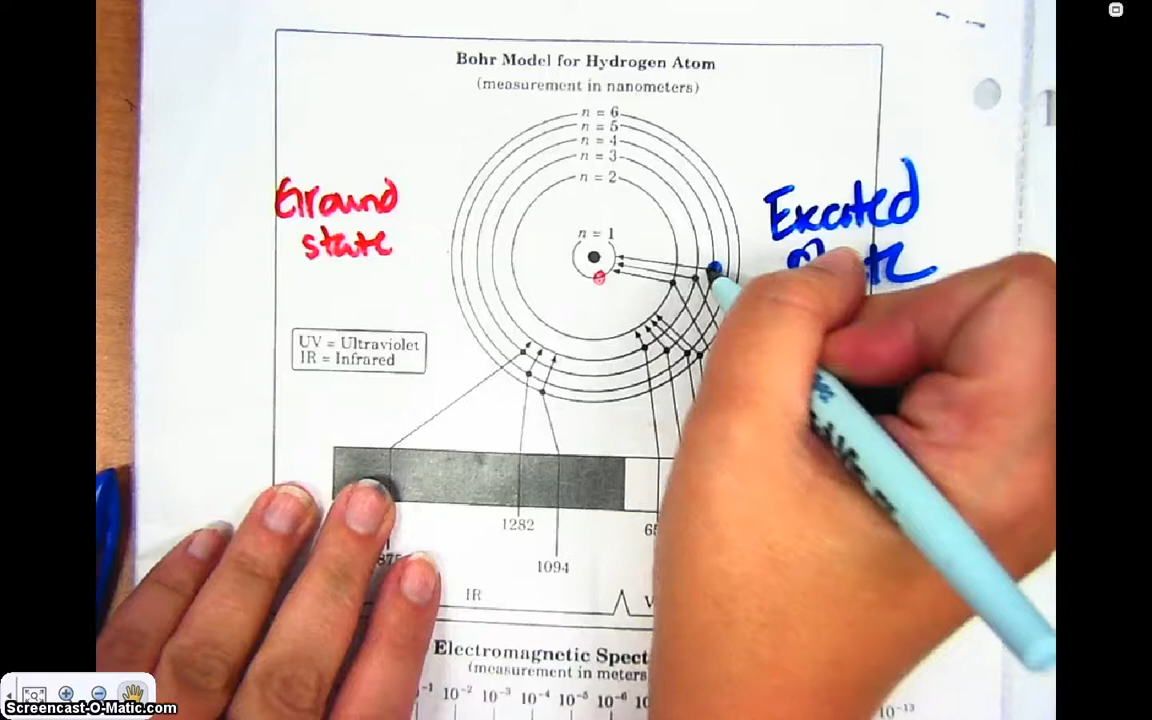 Bohr Model for Hydrogen Atom
(measurement in nanometers)
n = 6
n = 5
n = 4
n = 3
n = 2
n = 1
Ground
state
Excited
UV = Ultraviolet
IR = Infrared
1282
1094
IR
Electromagnetic
(measurement in meters
10⁻² 10⁻³ 10⁻⁴ 10⁻⁵ 10⁻⁶
10⁻¹³
Screencast-O-Matic.com